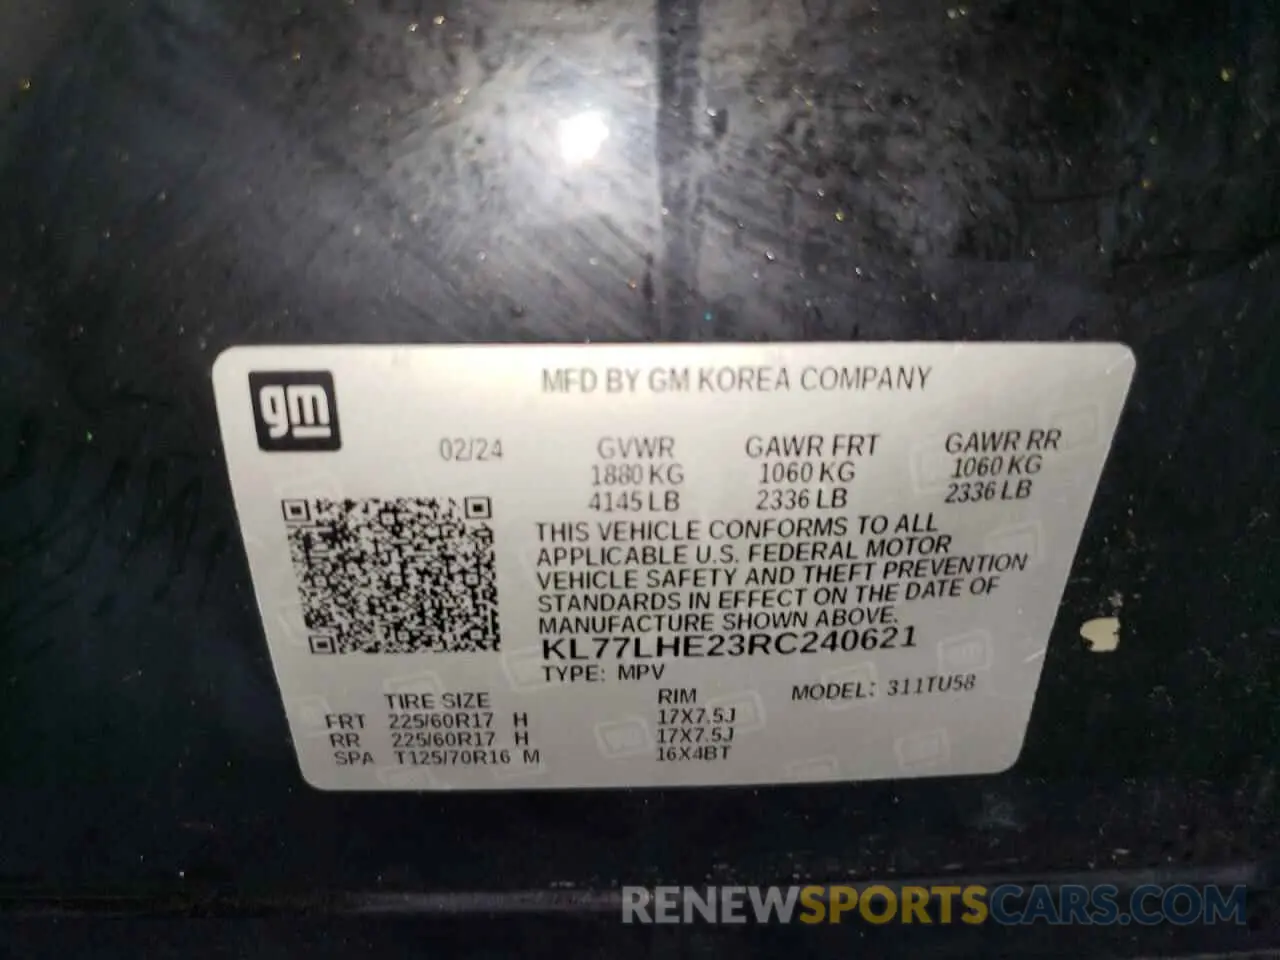 MFD BY GM KOREA COMPANY
gm
02/24 GVWR GAWR FRT GAWR RR
1880 KG 1060 KG 1060 KG
4145 LB 2336 LB 2336 LB
THIS VEHICLE CONFORMS TO ALL
APPLICABLE U.S. FEDERAL MOTOR
VEHICLE SAFETY AND THEFT PREVENTION
STANDARDS IN EFFECT ON THE DATE OF
MANUFACTURE SHOWN ABOVE.
KL77LHE23RC240621
TYPE: MPV
MODEL: 311TU58
TIRE SIZE RIM
FRT 225/60R17 H 17X7.5J
RR 225/60R17 H 17X7.5J
SPA T125/70R16 M 16X4BT
RENEWSPORTSCARS.COM